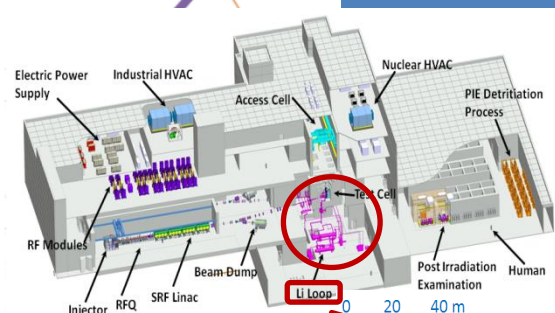 Electric Power
Supply
Industrial HVAC
Nuclear HVAC
Access Cell
PIE Detritiation
Process
Test Cell
RF Modules
Beam Dump
Injector
RFQ
SRF Linac
Li Loop
Post Irradiation
Examination
Human
0 20 40 m